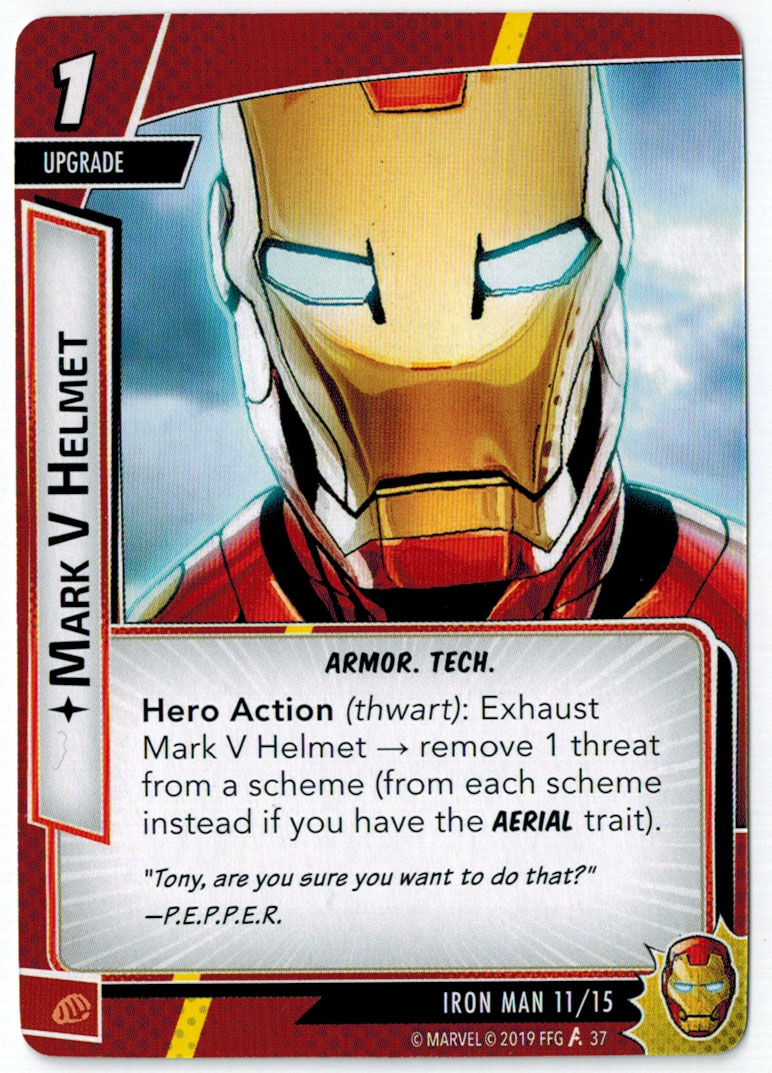 1
UPGRADE
MARK V HELMET
ARMOR. TECH.
Hero Action (thwart): Exhaust
Mark V Helmet → remove 1 threat
from a scheme (from each scheme
instead if you have the AERIAL trait).
"Tony, are you sure you want to do that?"
—P.E.P.P.E.R.
IRON MAN 11/15
© MARVEL © 2019 FFG 37